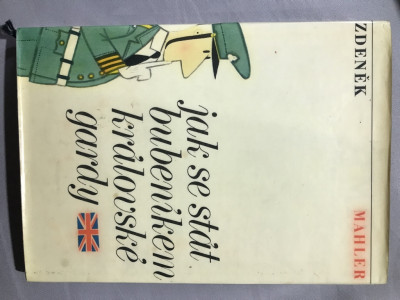 ZDENĚK MAHLER
jak se stát
bubeníkem
královské
gardy